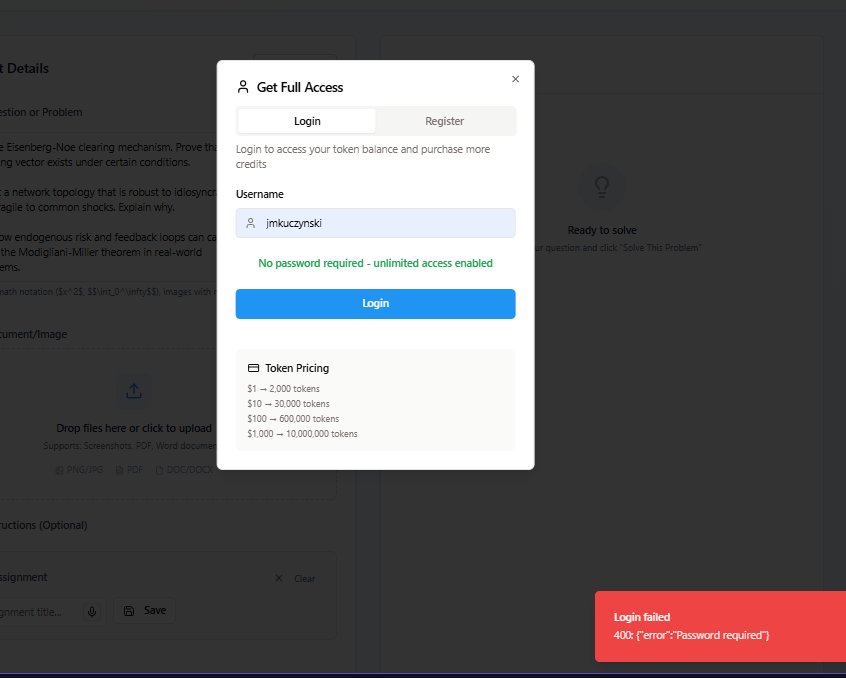 Get Full Access
Login
Register
Login to access your token balance and purchase more
credits
Username
jmkuczynski
No password required - unlimited access enabled
Login
Token Pricing
$1 → 2,000 tokens
$10 → 30,000 tokens
$100 → 600,000 tokens
$1,000 → 10,000,000 tokens
t Details
estion or Problem
e Eisenberg-Noe clearing mechanism. Prove tha
ng vector exists under certain conditions.
t a network topology that is robust to idiosyncr
ragile to common shocks. Explain why.
ow endogenous risk and feedback loops can ca
the Modigliani-Miller theorem in real-world
ems.
math notation ($x^2$, $$\int_0^\infty$$), images with
cument/Image
Drop files here or click to upload
Supports: Screenshots, PDF, Word documen
PNG/JPG
PDF
DOC/DOCX
ructions (Optional)
ssignment
Clear
gnment title...
Save
Ready to solve
ur question and click "Solve This Problem"
Login failed
400: {"error":"Password required"}